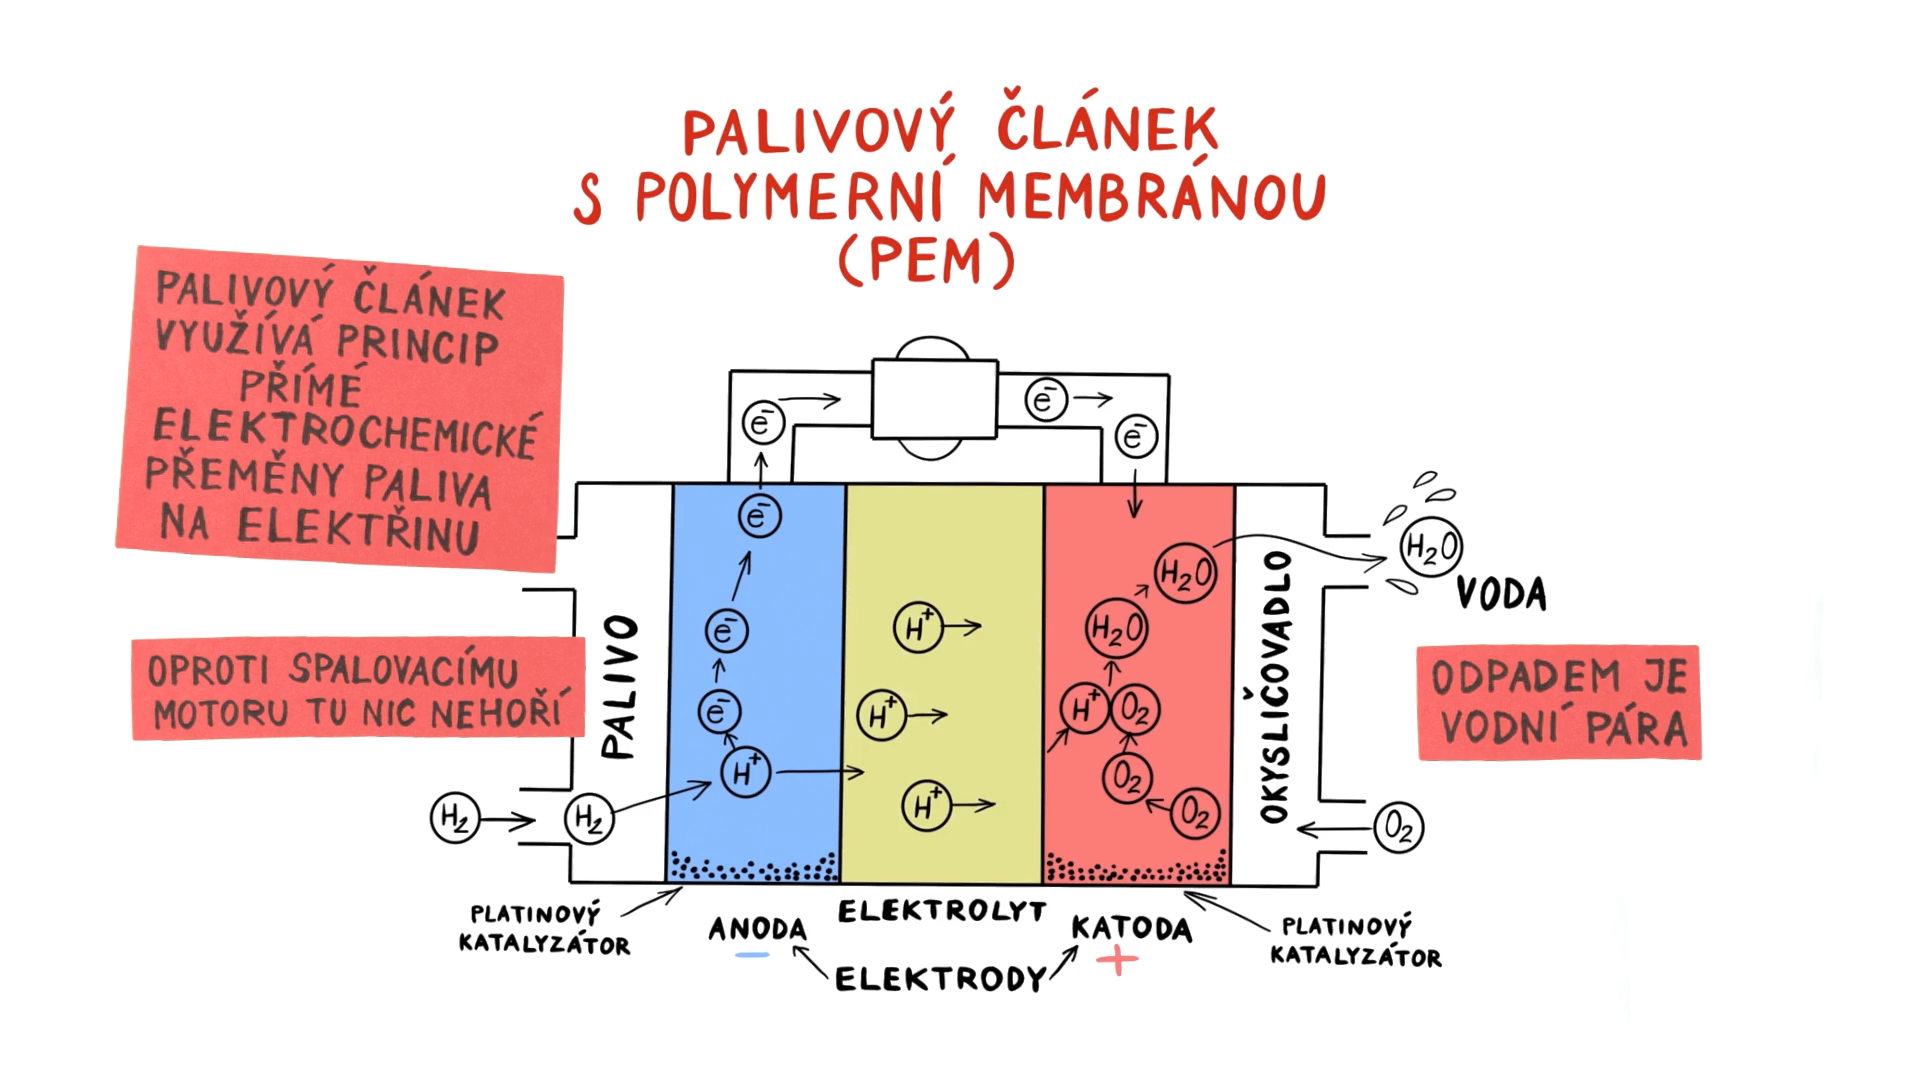 PALIVOVÝ ČLÁNEK
S POLYMERNÍ MEMBRÁNOU
(PEM)
PALIVOVÝ ČLÁNEK
VYUŽÍVÁ PRINCIP
PŘÍMÉ
ELEKTROCHEMICKÉ
PŘEMĚNY PALIVA
NA ELEKTŘINU
OPROTI SPALOVACÍMU
MOTORU TU NIC NEHOŘÍ
e⁻
e⁻
e⁻
e⁻
e⁻
e⁻
PALIVO
H₂
H₂
H⁺
H⁺
H⁺
H⁺
H⁺
O₂
O₂
O₂
H₂O
H₂O
OKYSLIČOVADLO
H₂O
VODA
ODPADEM JE
VODNÍ PÁRA
O₂
PLATINOVÝ
KATALYZÁTOR
ANODA
−
ELEKTROLYT
KATODA
+
ELEKTRODY
PLATINOVÝ
KATALYZÁTOR